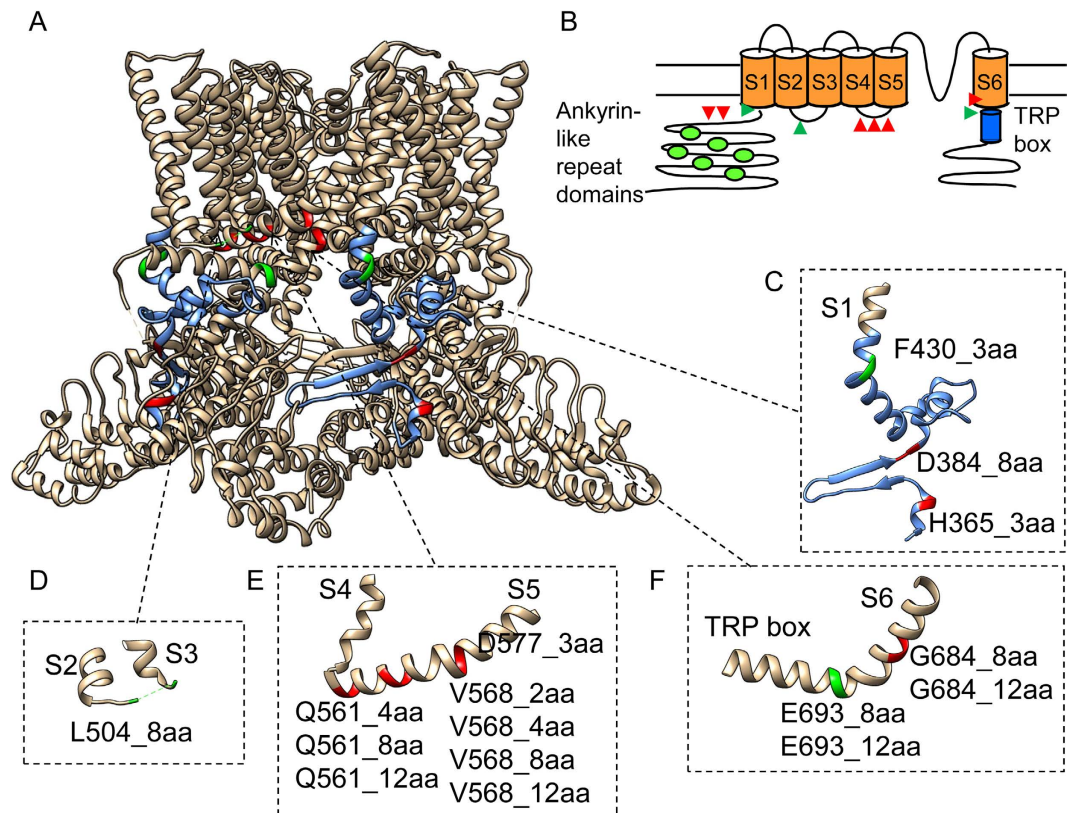 A
B
S1
S2
S3
S4
S5
S6
Ankyrin-
like
repeat
domains
TRP
box
C
S1
F430_3aa
D384_8aa
H365_3aa
D
S2
S3
L504_8aa
E
S4
S5
D577_3aa
Q561_4aa
Q561_8aa
Q561_12aa
V568_2aa
V568_4aa
V568_8aa
V568_12aa
F
S6
TRP box
G684_8aa
G684_12aa
E693_8aa
E693_12aa